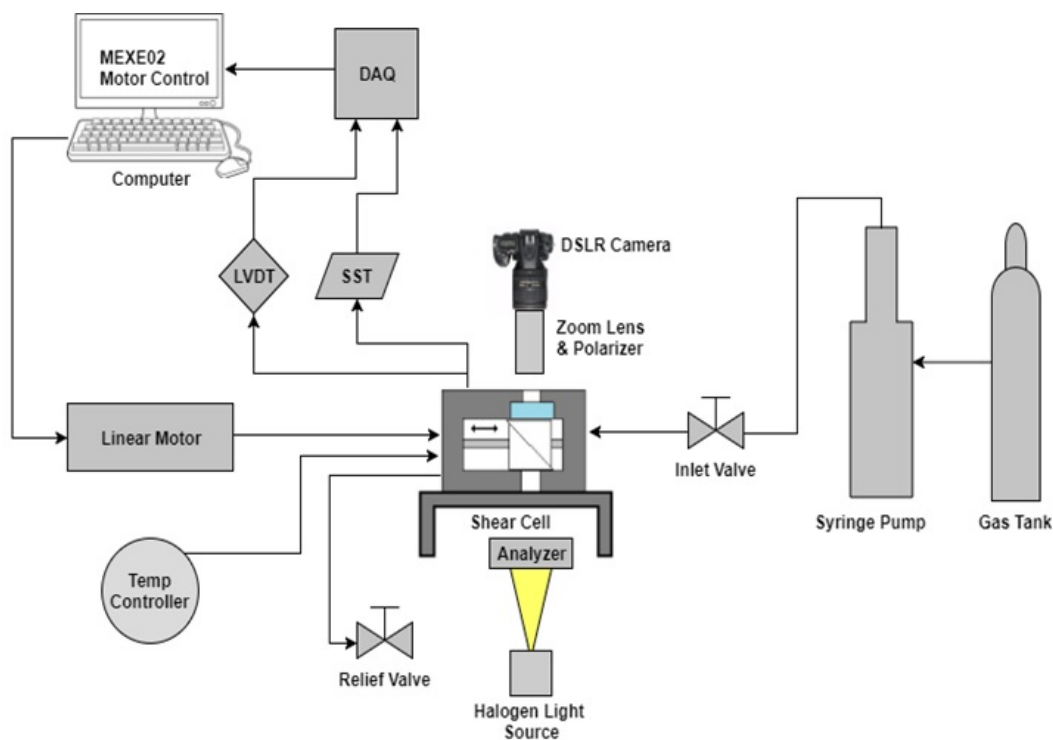 MEXE02
Motor Control
DAQ
Computer
LVDT
SST
DSLR Camera
Zoom Lens
& Polarizer
Linear Motor
Inlet Valve
Shear Cell
Syringe Pump
Gas Tank
Analyzer
Temp
Controller
Relief Valve
Halogen Light
Source